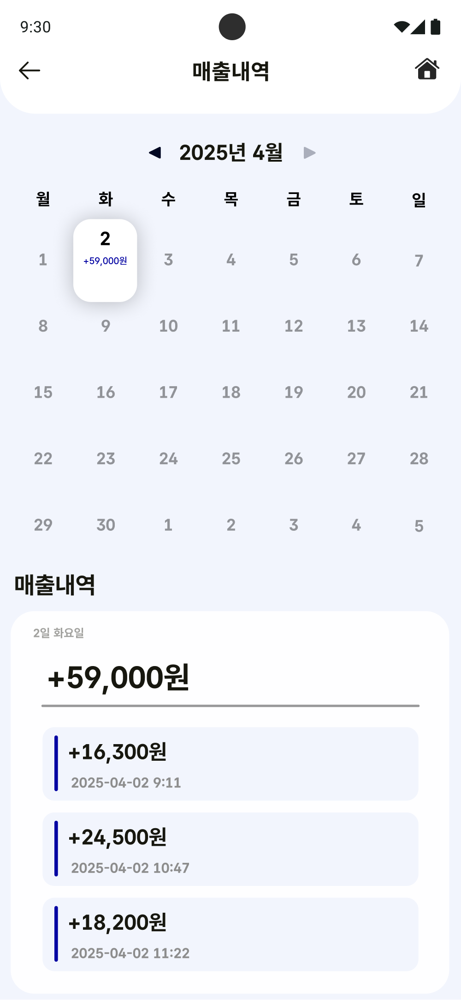 9:30
매출내역
2025년 4월
월 화 수 목 금 토 일
1 2 3 4 5 6 7
+59,000원
8 9 10 11 12 13 14
15 16 17 18 19 20 21
22 23 24 25 26 27 28
29 30 1 2 3 4 5
매출내역
2일 화요일
+59,000원
+16,300원
2025-04-02 9:11
+24,500원
2025-04-02 10:47
+18,200원
2025-04-02 11:22